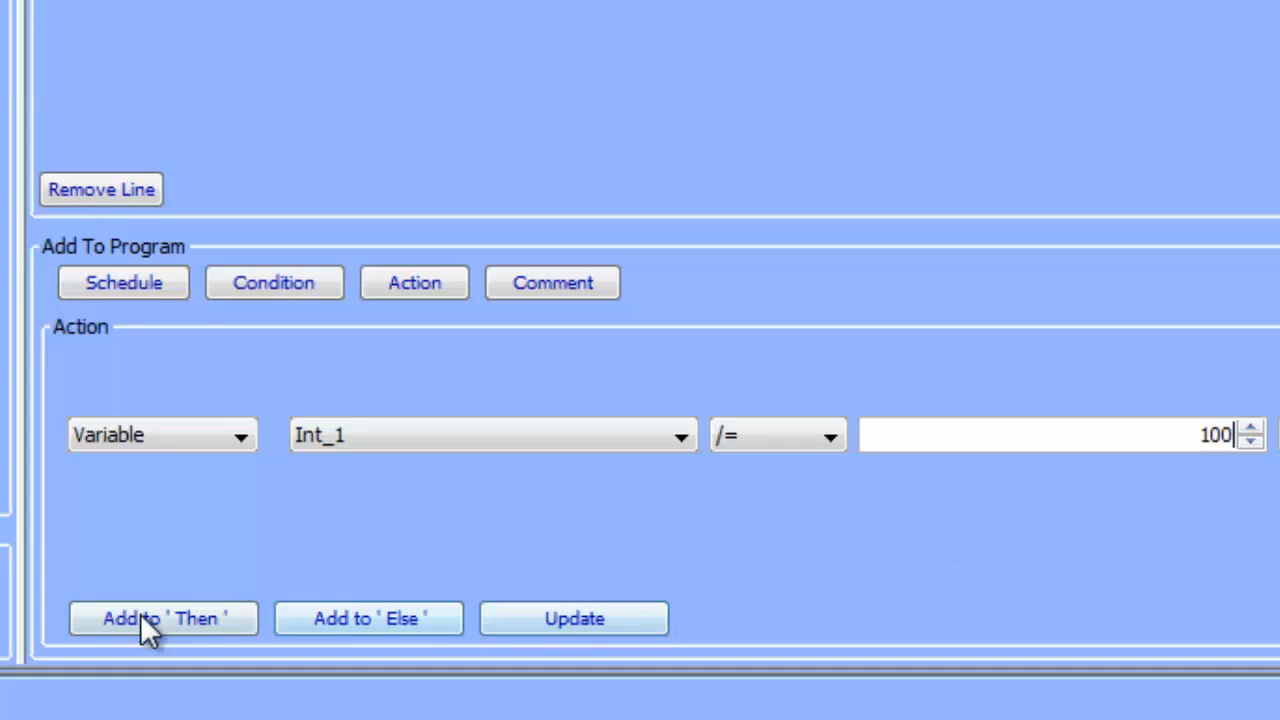 Remove Line
Add To Program
Schedule Condition Action Comment
Action
Variable Int_1 /= 100
Add to ' Then ' Add to ' Else ' Update